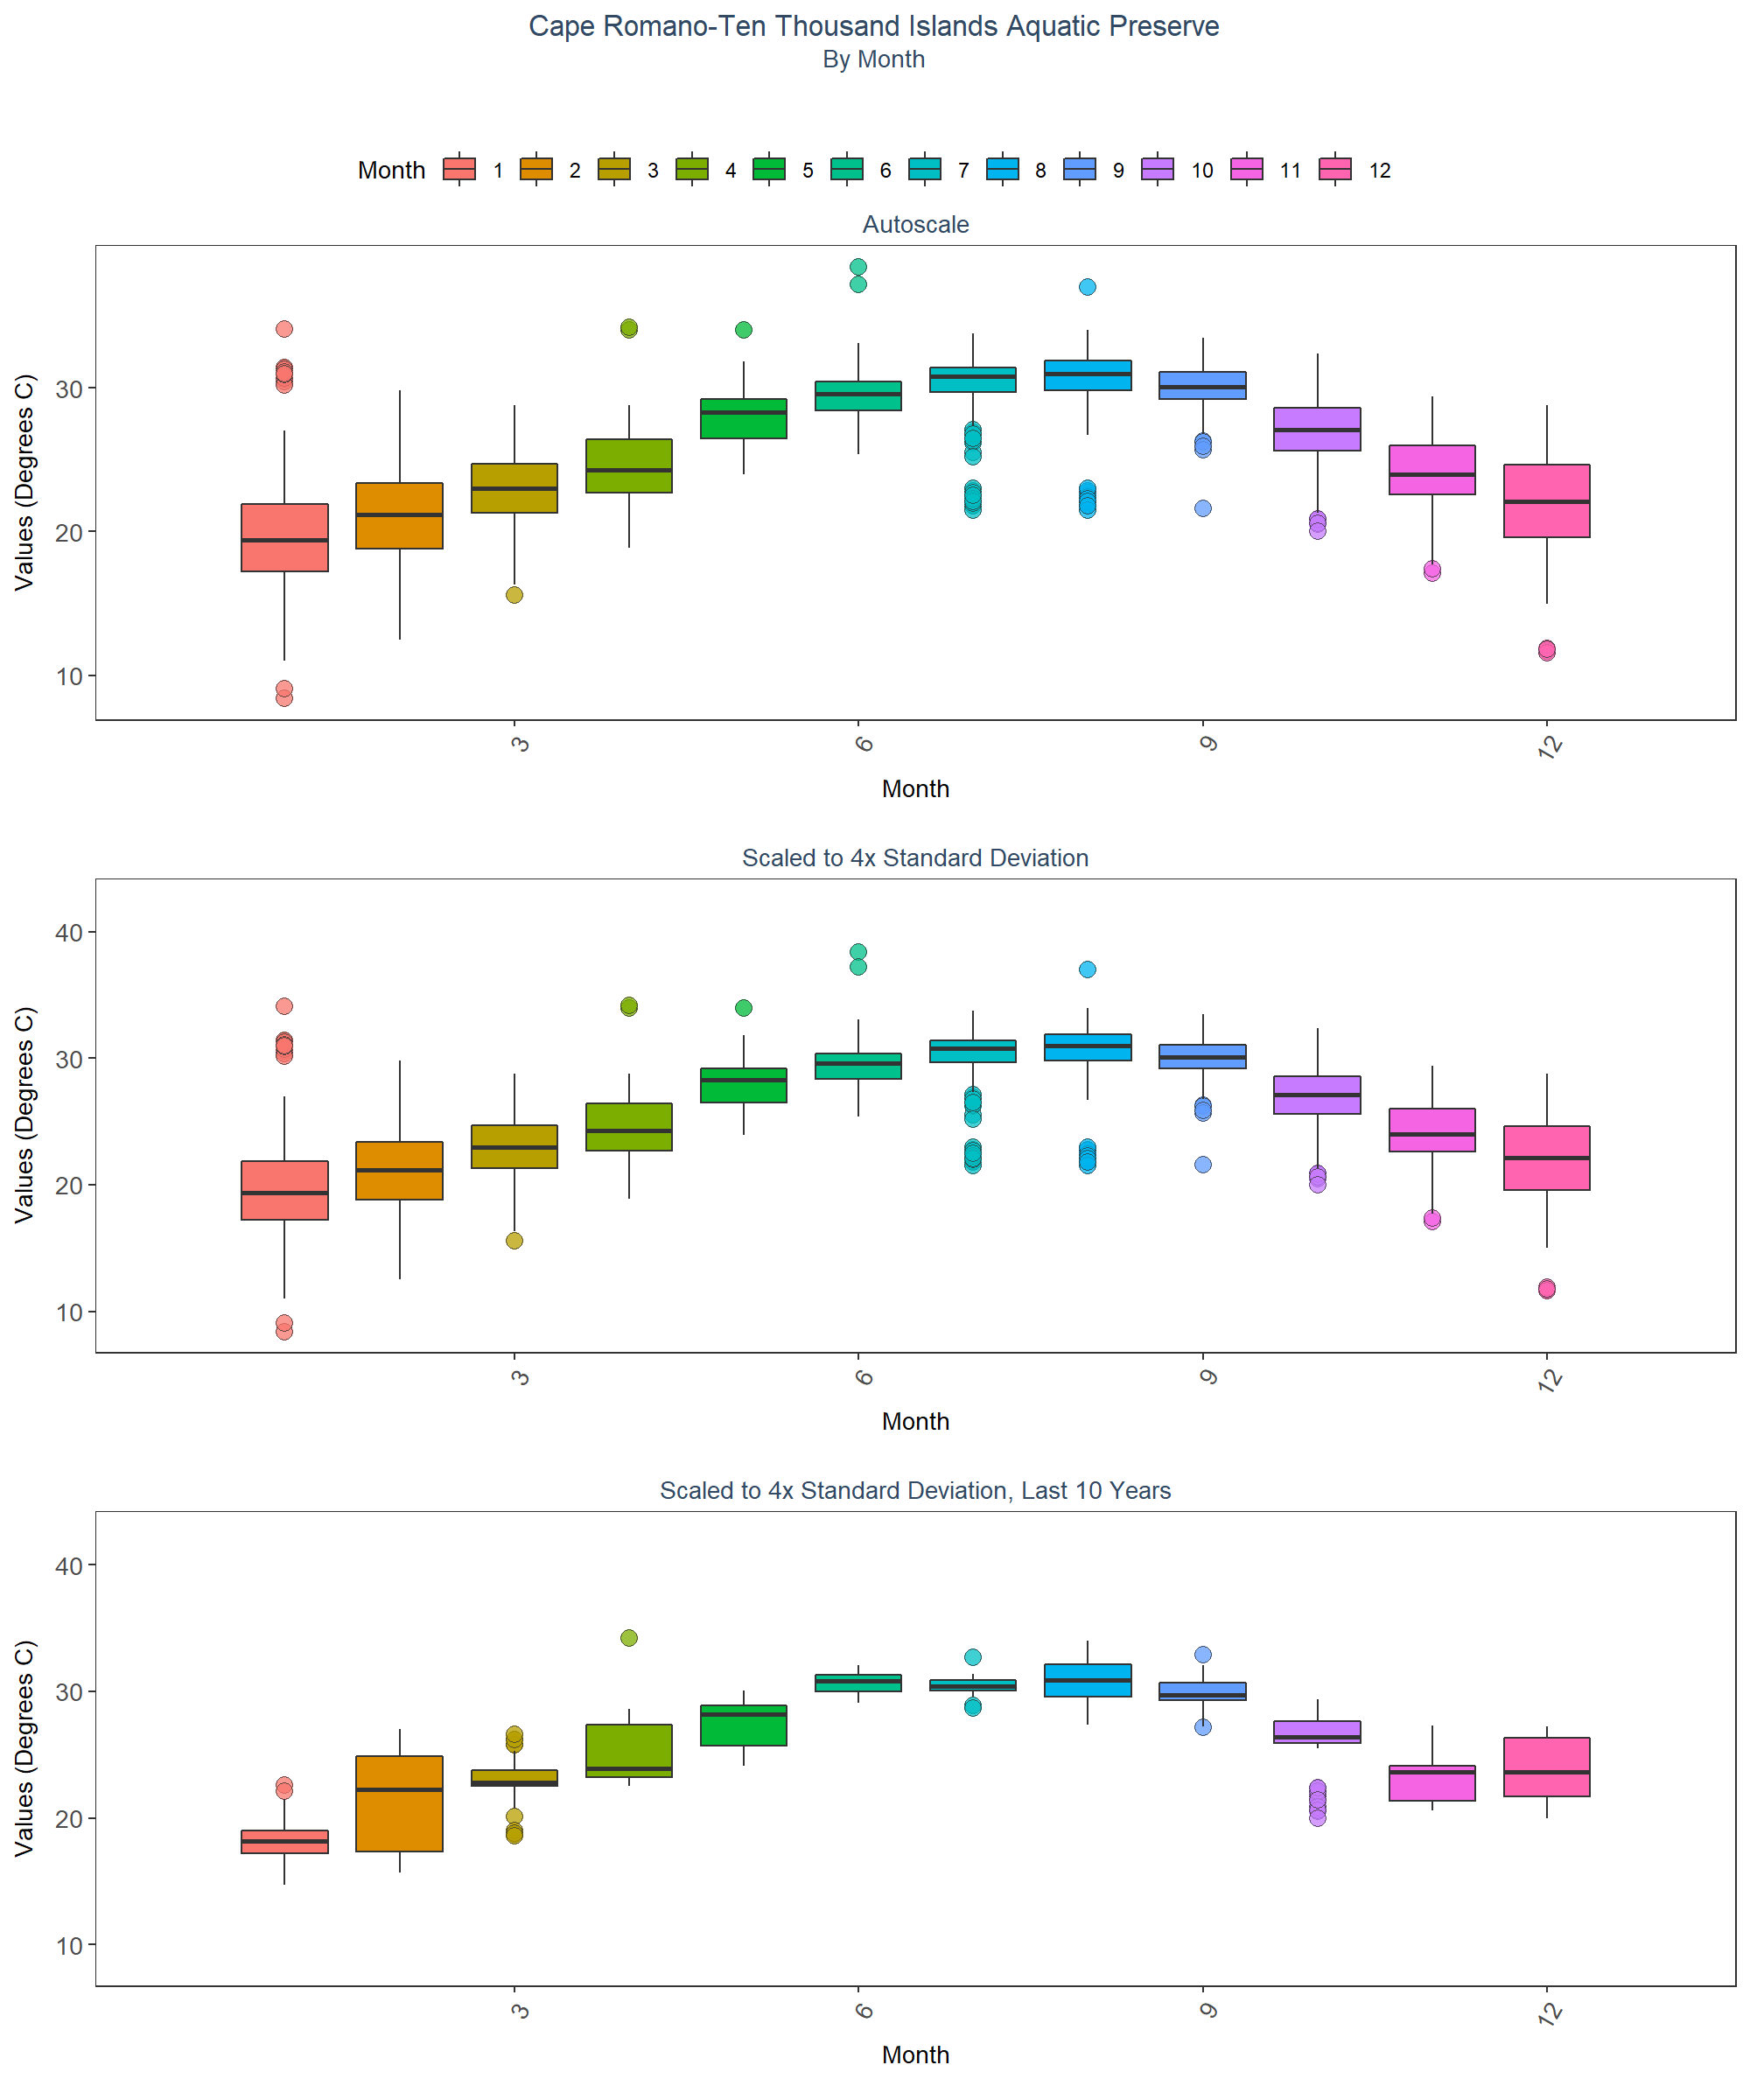 Cape Romano-Ten Thousand Islands Aquatic Preserve
By Month
Month 1 2 3 4 5 6 7 8 9 10 11 12
Autoscale
Values (Degrees C)
30
20
10
3 6 9 12
Month
Scaled to 4x Standard Deviation
Values (Degrees C)
40
30
20
10
3 6 9 12
Month
Scaled to 4x Standard Deviation, Last 10 Years
Values (Degrees C)
40
30
20
10
3 6 9 12
Month